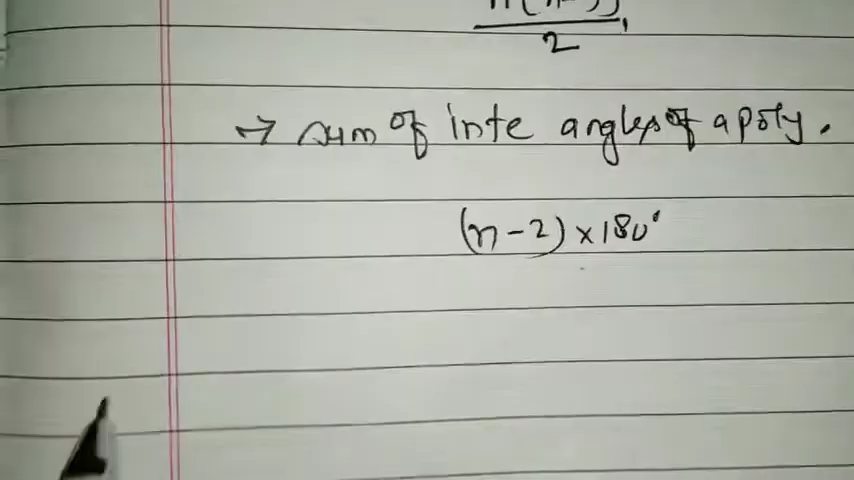 2
→ sum of inte angles of a poly.
(n-2) × 180°